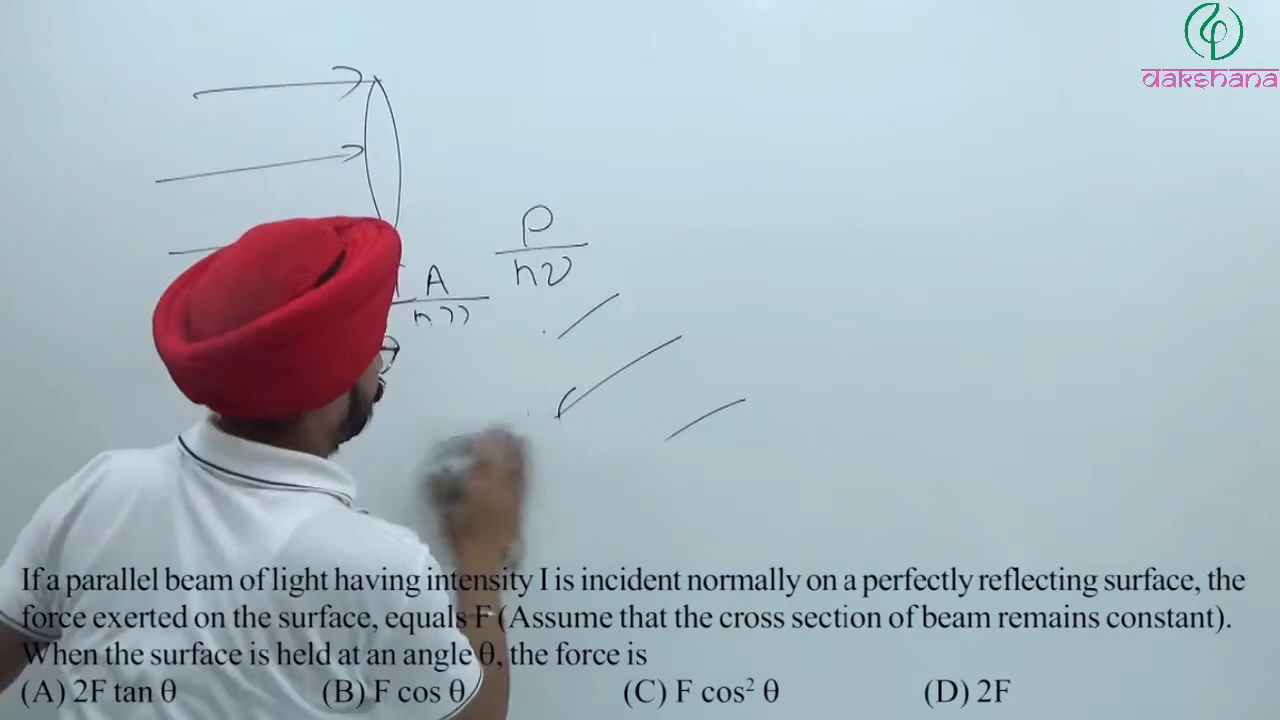 dakshana
P
hν
A
If a parallel beam of light having intensity I is incident normally on a perfectly reflecting surface, the
force exerted on the surface, equals F (Assume that the cross section of beam remains constant).
When the surface is held at an angle θ, the force is
(A) 2F tan θ (B) F cos θ (C) F cos² θ (D) 2F